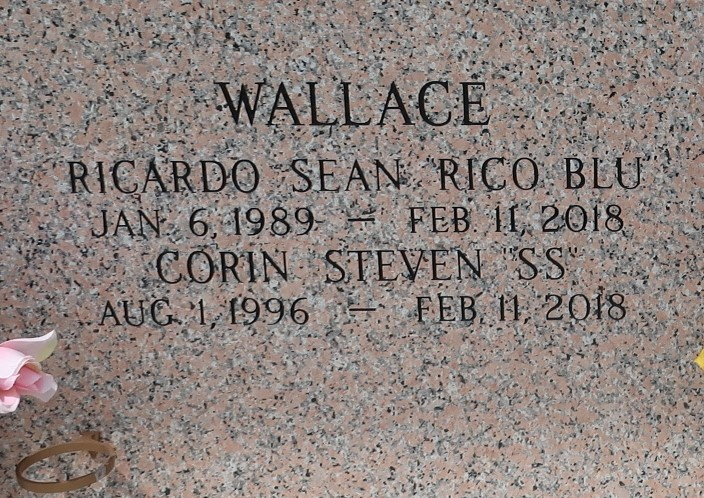 WALLACE
RICARDO SEAN "RICO BLU"
JAN. 6, 1989 — FEB. 11, 2018
CORIN STEVEN "SS"
AUG. 1, 1996 — FEB. 11, 2018